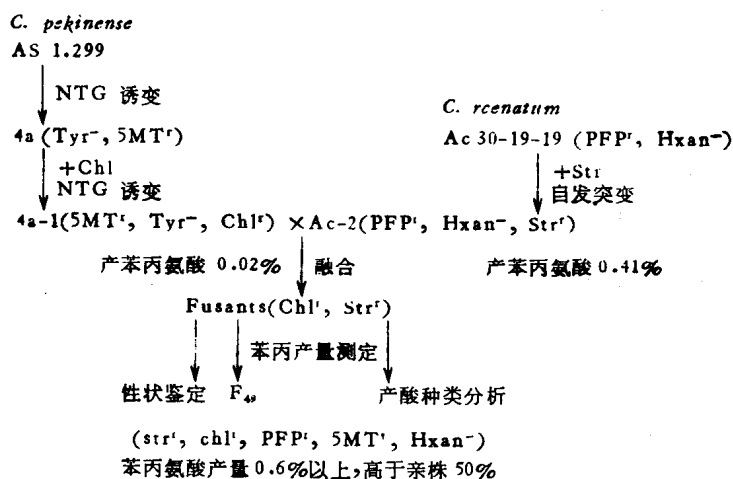 C. pekinense
AS 1.299
NTG 诱变
C. rcenatum
4a (Tyr⁻, 5MTʳ)
Ac 30-19-19 (PFPʳ, Hxan⁻)
+Chl
NTG 诱变
+Str
自发突变
4a-1(5MTʳ, Tyr⁻, Chlʳ) ×Ac-2(PFPʳ, Hxan⁻, Strʳ)
产苯丙氨酸 0.02%
融合
产苯丙氨酸 0.41%
Fusants(Chlʳ, Strʳ)
苯丙产量测定
性状鉴定 F₄₉ 产酸种类分析
(strʳ, chlʳ, PFPʳ, 5MTʳ, Hxan⁻)
苯丙氨酸产量 0.6%以上,高于亲株 50%